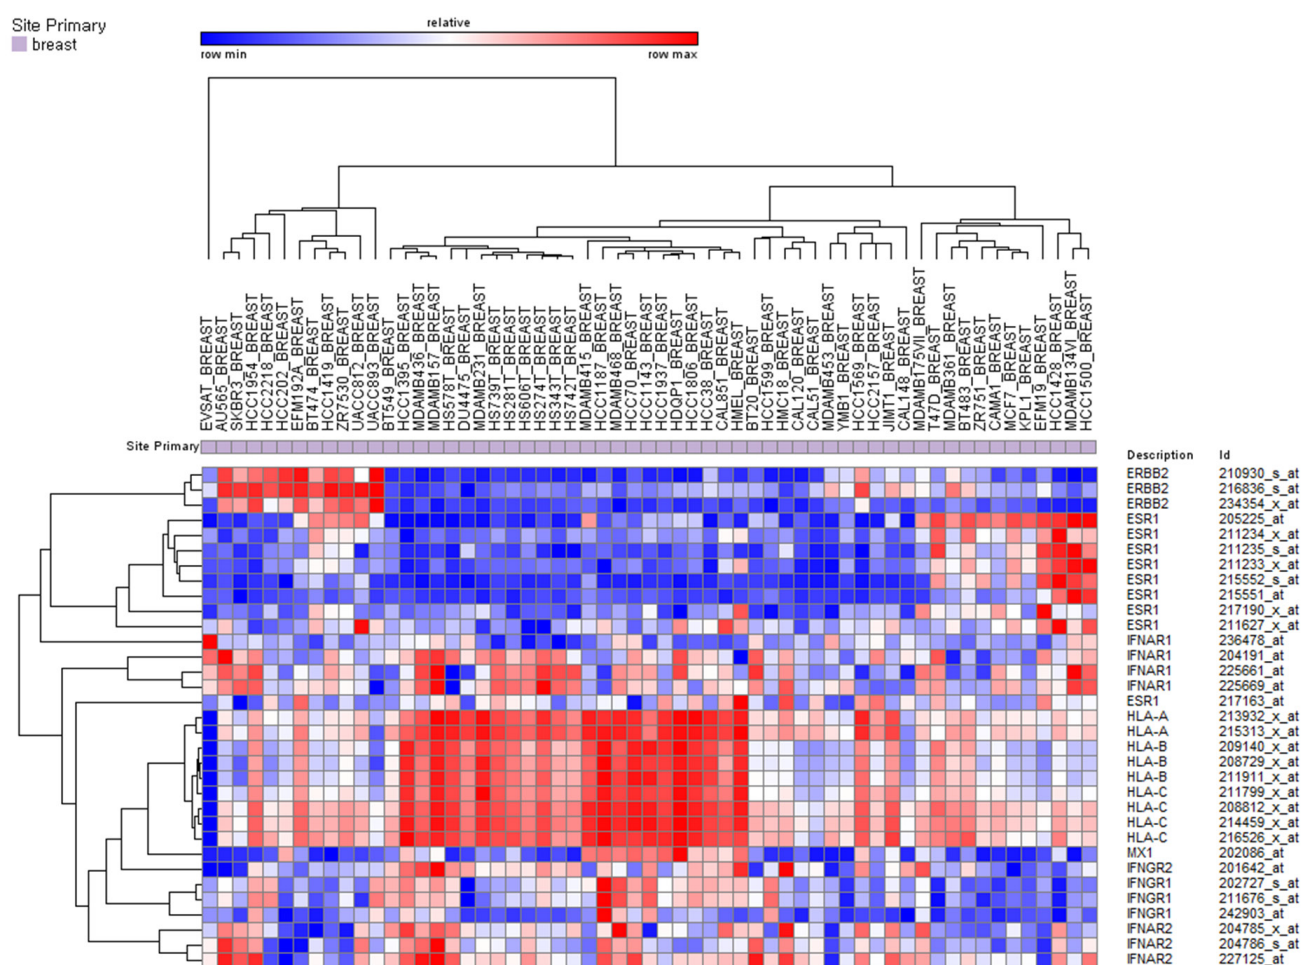 Site Primary
breast
relative
row min
row max
EVSAT_BREAST
AU565_BREAST
SKBR3_BREAST
HCC1954_BREAST
HCC2218_BREAST
HCC202_BREAST
EFM192A_BREAST
BT474_BREAST
HCC1419_BREAST
ZR7530_BREAST
UACC812_BREAST
UACC893_BREAST
BT549_BREAST
HCC1395_BREAST
MDAMB436_BREAST
MDAMB157_BREAST
HS578T_BREAST
DU4475_BREAST
MDAMB231_BREAST
HS739T_BREAST
HS281T_BREAST
HS606T_BREAST
HS274T_BREAST
HS343T_BREAST
HS742T_BREAST
MDAMB415_BREAST
HCC1187_BREAST
MDAMB468_BREAST
HCC70_BREAST
HCC1143_BREAST
HCC1937_BREAST
HDQP1_BREAST
HCC1806_BREAST
HCC38_BREAST
CAL851_BREAST
HMEL_BREAST
BT20_BREAST
HCC1599_BREAST
HMC18_BREAST
CAL120_BREAST
CAL51_BREAST
MDAMB453_BREAST
YMB1_BREAST
HCC1569_BREAST
HCC2157_BREAST
JIMT1_BREAST
CAL148_BREAST
MDAMB175VII_BREAST
T47D_BREAST
MDAMB361_BREAST
BT483_BREAST
ZR751_BREAST
CAMA1_BREAST
MCF7_BREAST
KPL1_BREAST
EFM19_BREAST
HCC1428_BREAST
MDAMB134VI_BREAST
HCC1500_BREAST
Site Primary
Description Id
ERBB2 210930_s_at
ERBB2 216836_s_at
ERBB2 234354_x_at
ESR1 205225_at
ESR1 211234_x_at
ESR1 211235_s_at
ESR1 211233_x_at
ESR1 215552_s_at
ESR1 215551_at
ESR1 217190_x_at
ESR1 211627_x_at
IFNAR1 236478_at
IFNAR1 204191_at
IFNAR1 225661_at
IFNAR1 225669_at
ESR1 217163_at
HLA-A 213932_x_at
HLA-A 215313_x_at
HLA-B 209140_x_at
HLA-B 208729_x_at
HLA-B 211911_x_at
HLA-C 211799_x_at
HLA-C 208812_x_at
HLA-C 214459_x_at
HLA-C 216526_x_at
MX1 202086_at
IFNGR2 201642_at
IFNGR1 202727_s_at
IFNGR1 211676_s_at
IFNGR1 242903_at
IFNAR2 204785_x_at
IFNAR2 204786_s_at
IFNAR2 227125_at